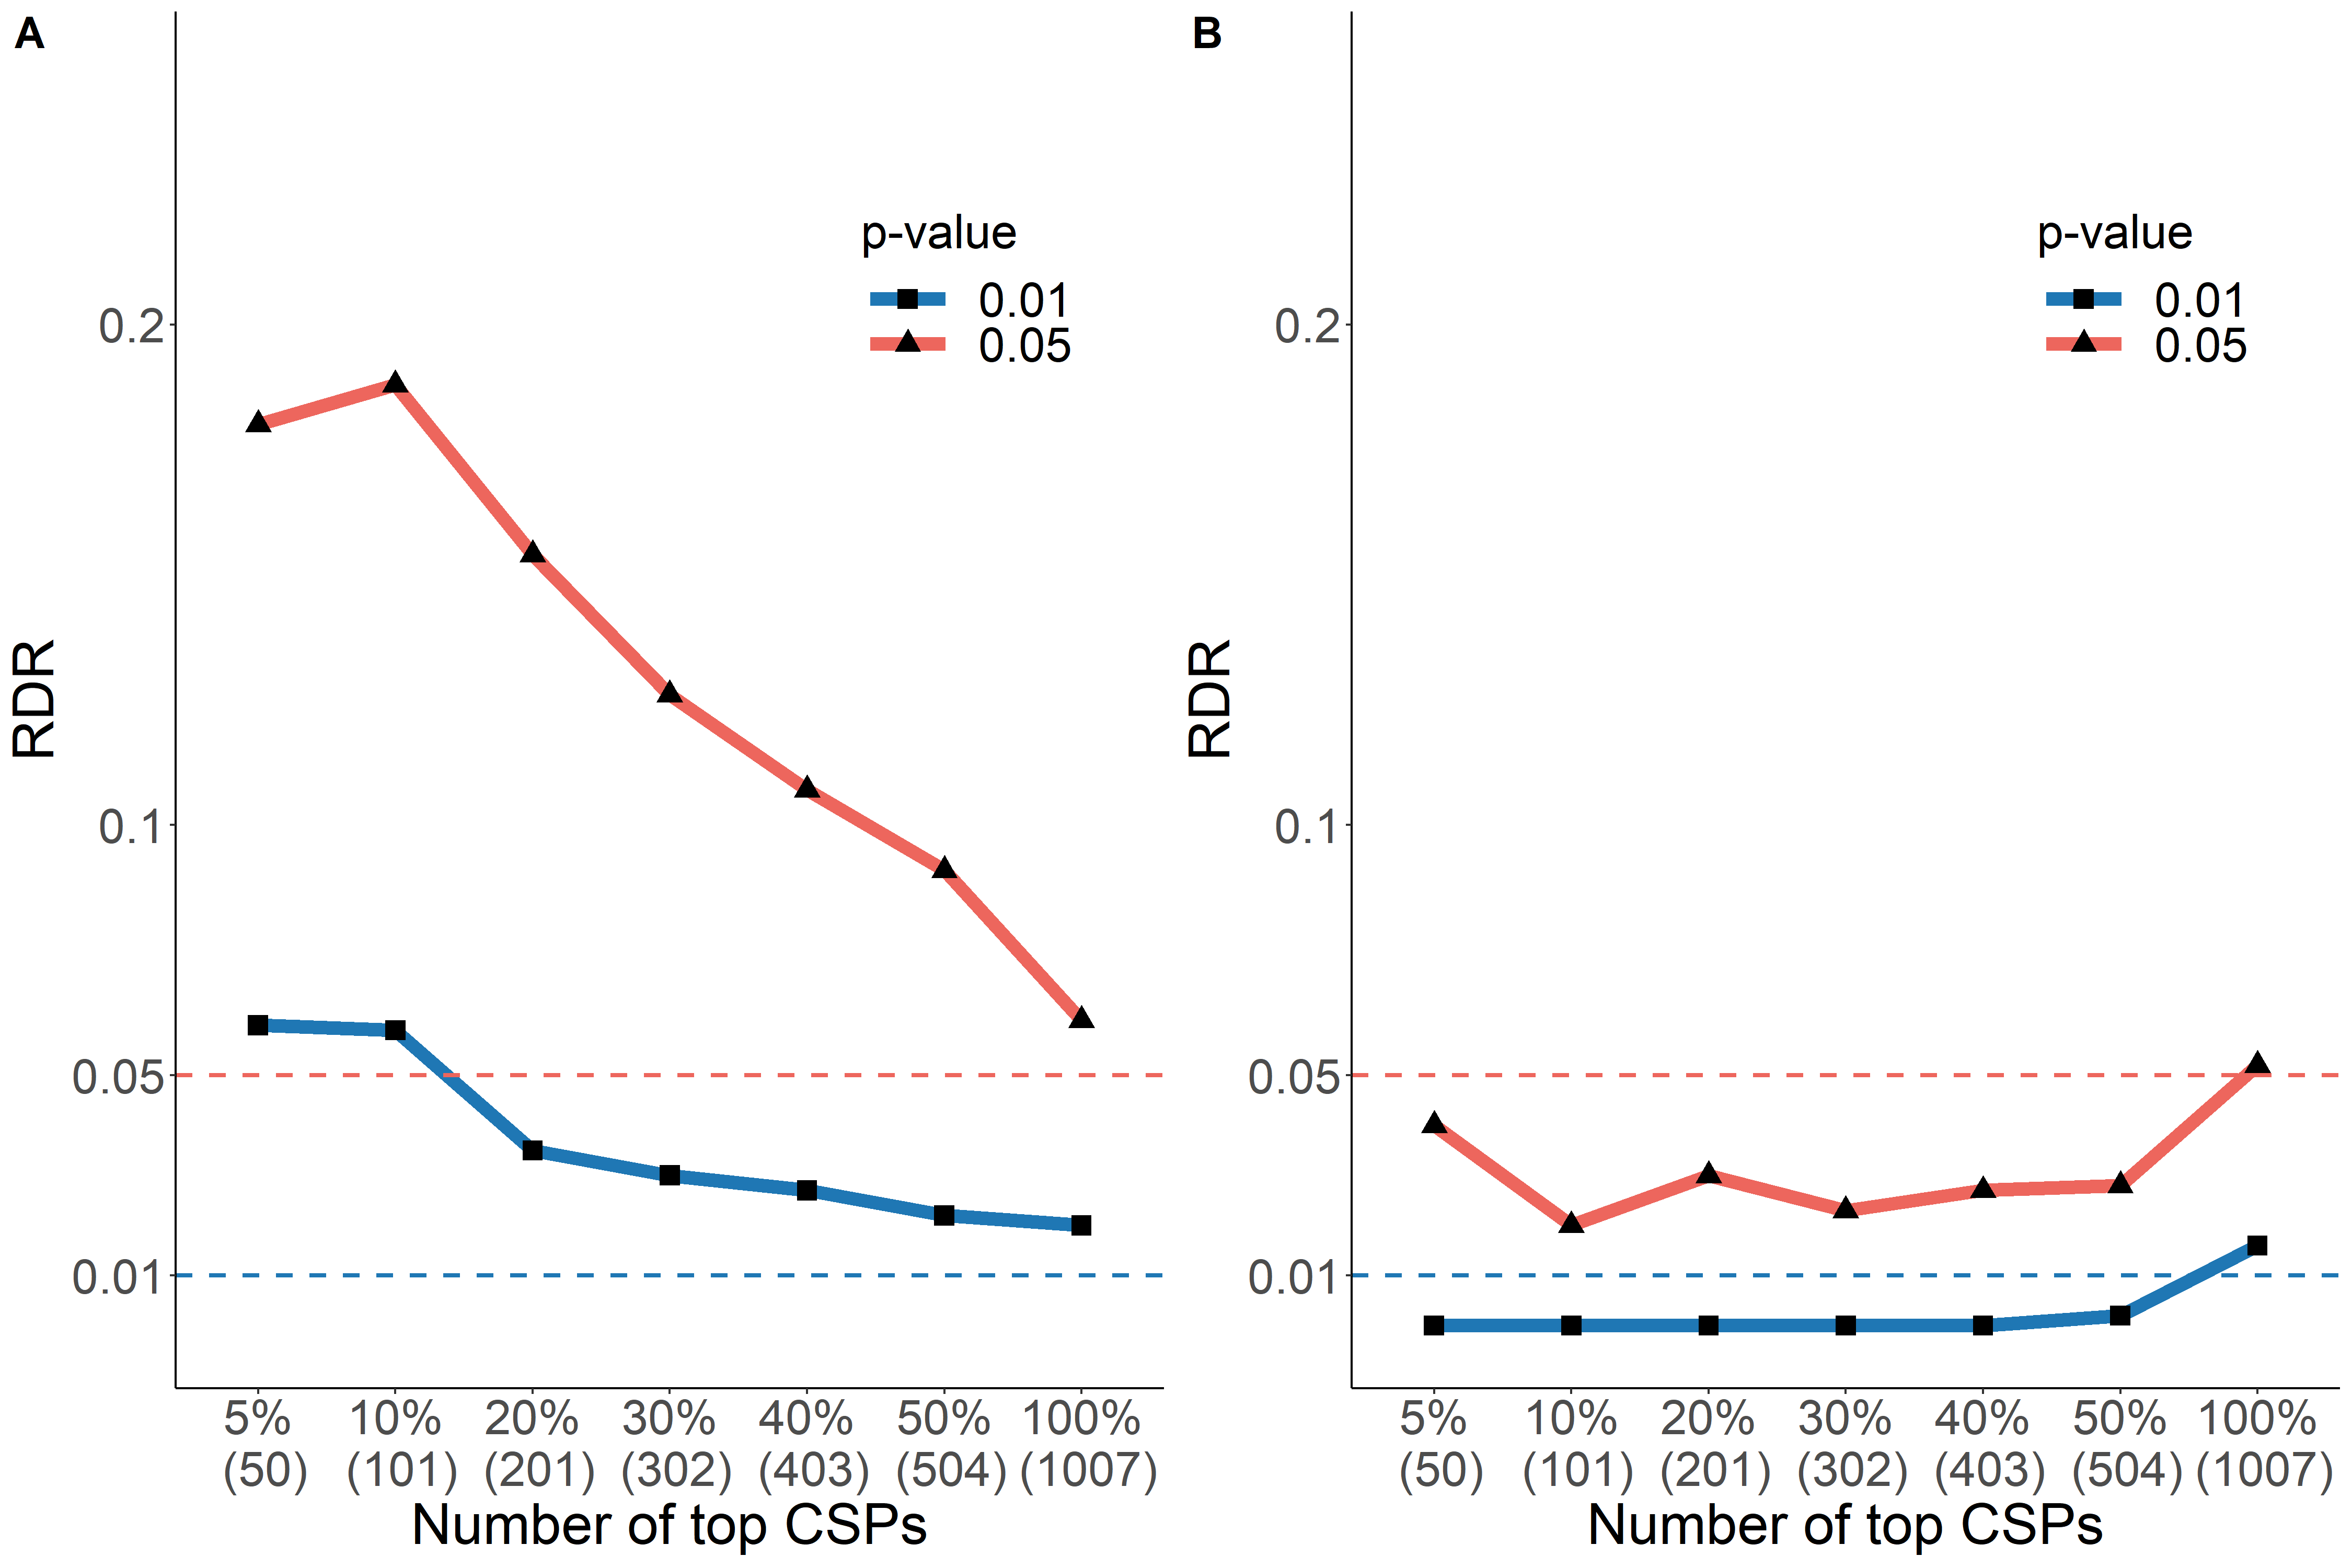 A
RDR
0.2
0.1
0.05
0.01
p-value
0.01
0.05
5% 10% 20% 30% 40% 50% 100%
(50) (101) (201) (302) (403) (504) (1007)
Number of top CSPs
B
RDR
0.2
0.1
0.05
0.01
p-value
0.01
0.05
5% 10% 20% 30% 40% 50% 100%
(50) (101) (201) (302) (403) (504) (1007)
Number of top CSPs